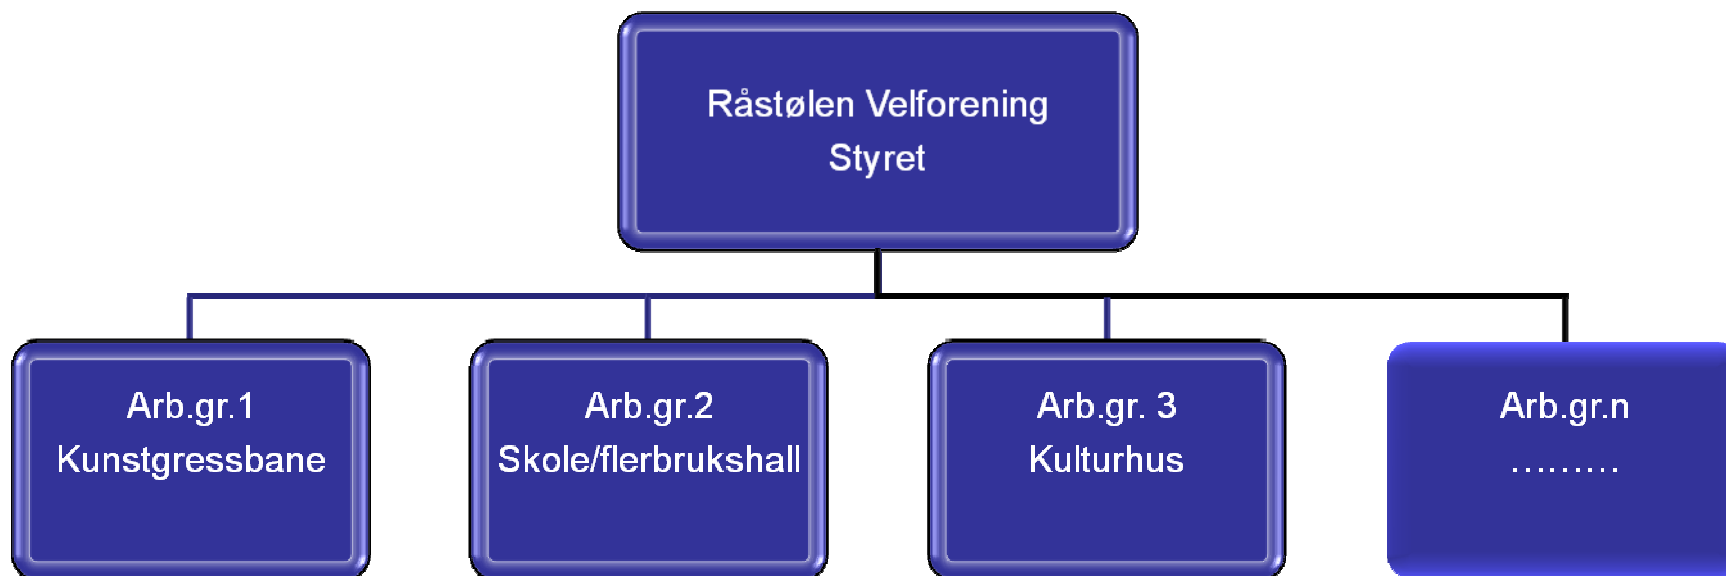 Råstølen Velforening
Styret
Arb.gr.1
Kunstgressbane
Arb.gr.2
Skole/flerbrukshall
Arb.gr. 3
Kulturhus
Arb.gr.n
………